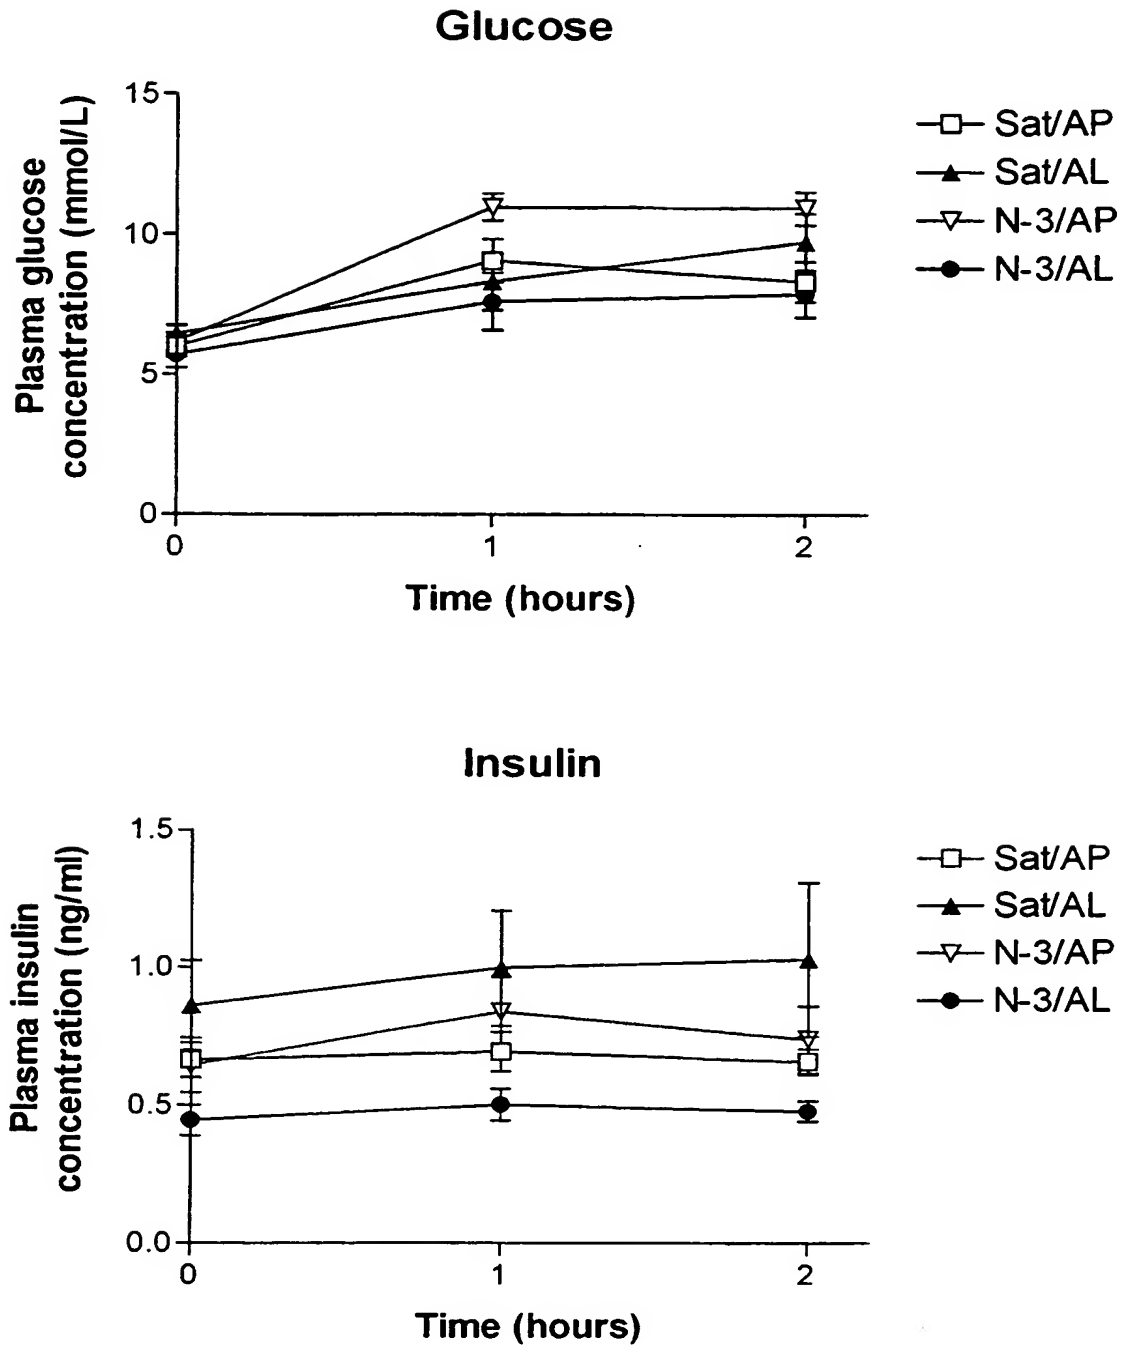 Glucose
Plasma glucose
concentration (mmol/L)
15
10
5
0
0
1
2
Time (hours)
Sat/AP
Sat/AL
N-3/AP
N-3/AL
Insulin
Plasma insulin
concentration (ng/ml)
1.5
1.0
0.5
0.0
0
1
2
Time (hours)
Sat/AP
Sat/AL
N-3/AP
N-3/AL